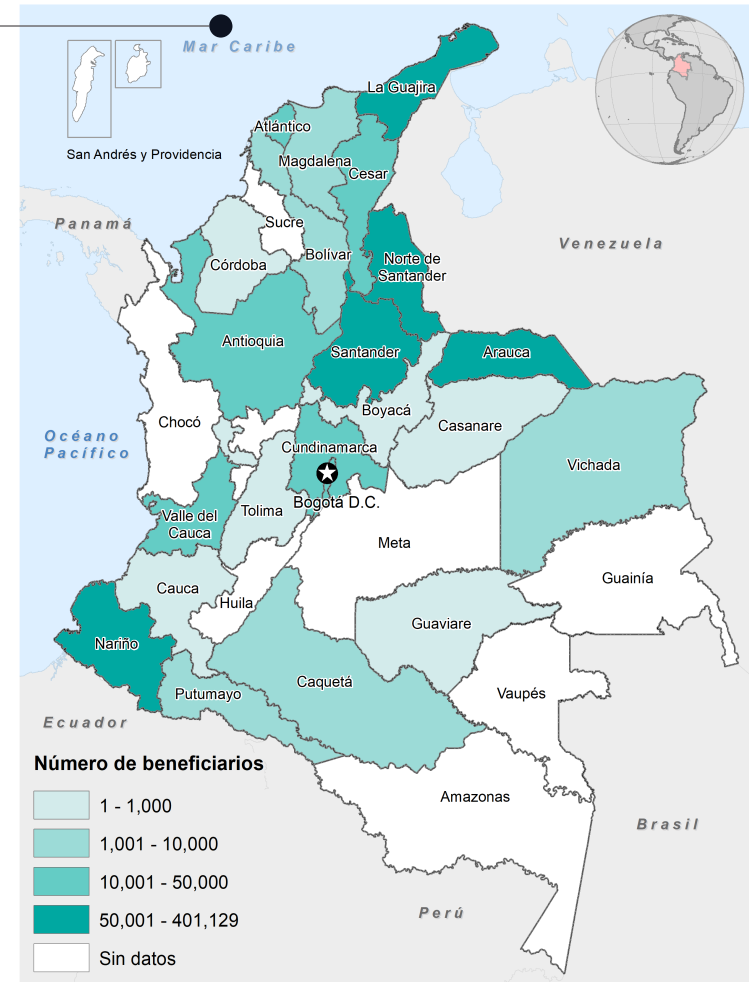 Mar Caribe
La Guajira
Atlántico
San Andrés y Providencia
Magdalena
Cesar
Panamá
Sucre
Venezuela
Córdoba
Bolívar
Norte de
Santander
Antioquia
Santander
Arauca
Boyacá
Chocó
Casanare
Océano
Pacífico
Cundinamarca
Vichada
Bogotá D.C.
Tolima
Valle del
Cauca
Meta
Guainía
Cauca
Huila
Guaviare
Nariño
Caquetá
Putumayo
Vaupés
Ecuador
Número de beneficiarios
1 - 1,000
1,001 - 10,000
10,001 - 50,000
50,001 - 401,129
Sin datos
Amazonas
Brasil
Perú